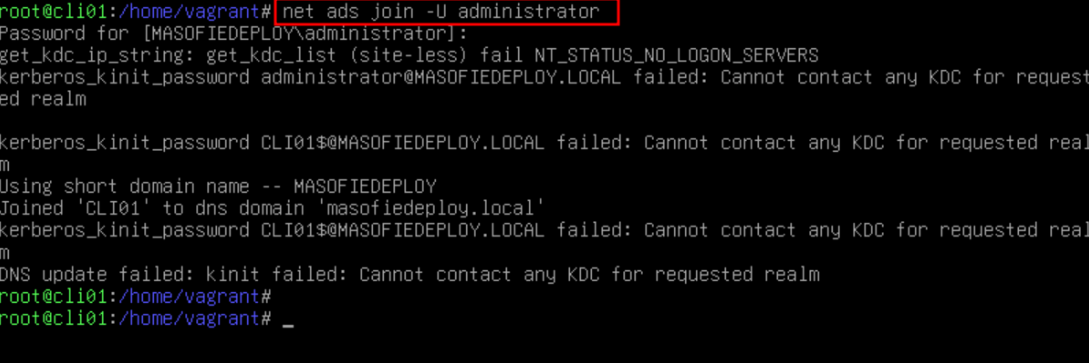 root@cli01:/home/vagrant# net ads join -U administrator
Password for [MASOFIEDEPLOY\administrator]:
get_kdc_ip_string: get_kdc_list (site-less) fail NT_STATUS_NO_LOGON_SERVERS
kerberos_kinit_password administrator@MASOFIEDEPLOY.LOCAL failed: Cannot contact any KDC for request
ed realm
kerberos_kinit_password CLI01$@MASOFIEDEPLOY.LOCAL failed: Cannot contact any KDC for requested real
m
Using short domain name -- MASOFIEDEPLOY
Joined 'CLI01' to dns domain 'masofiedeploy.local'
kerberos_kinit_password CLI01$@MASOFIEDEPLOY.LOCAL failed: Cannot contact any KDC for requested real
m
DNS update failed: kinit failed: Cannot contact any KDC for requested realm
root@cli01:/home/vagrant#
root@cli01:/home/vagrant# _